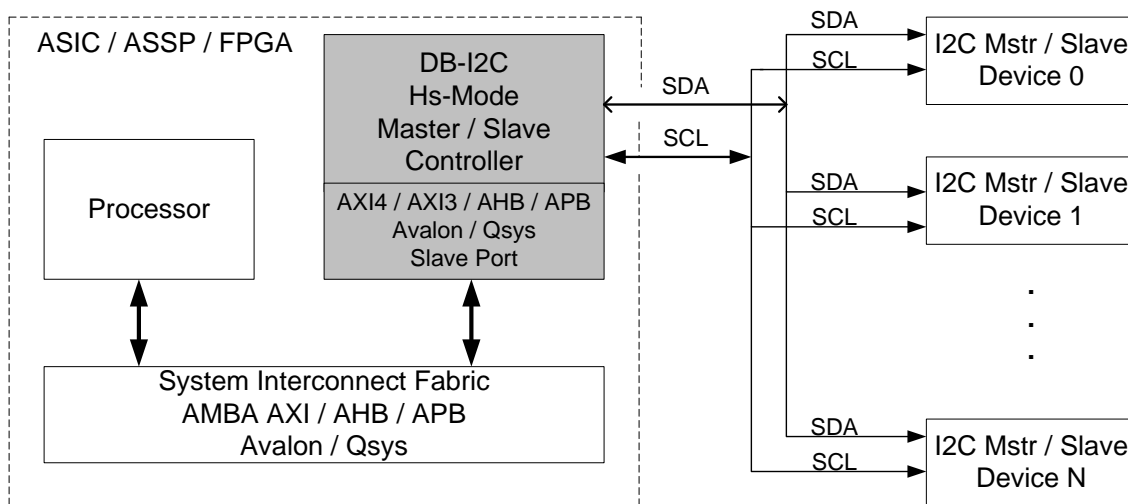 ASIC / ASSP / FPGA
DB-I2C
Hs-Mode
Master / Slave
Controller
AXI4 / AXI3 / AHB / APB
Avalon / Qsys
Slave Port
Processor
System Interconnect Fabric
AMBA AXI / AHB / APB
Avalon / Qsys
SDA
SCL
SDA
SCL
I2C Mstr / Slave
Device 0
SDA
SCL
I2C Mstr / Slave
Device 1
.
.
.
SDA
SCL
I2C Mstr / Slave
Device N